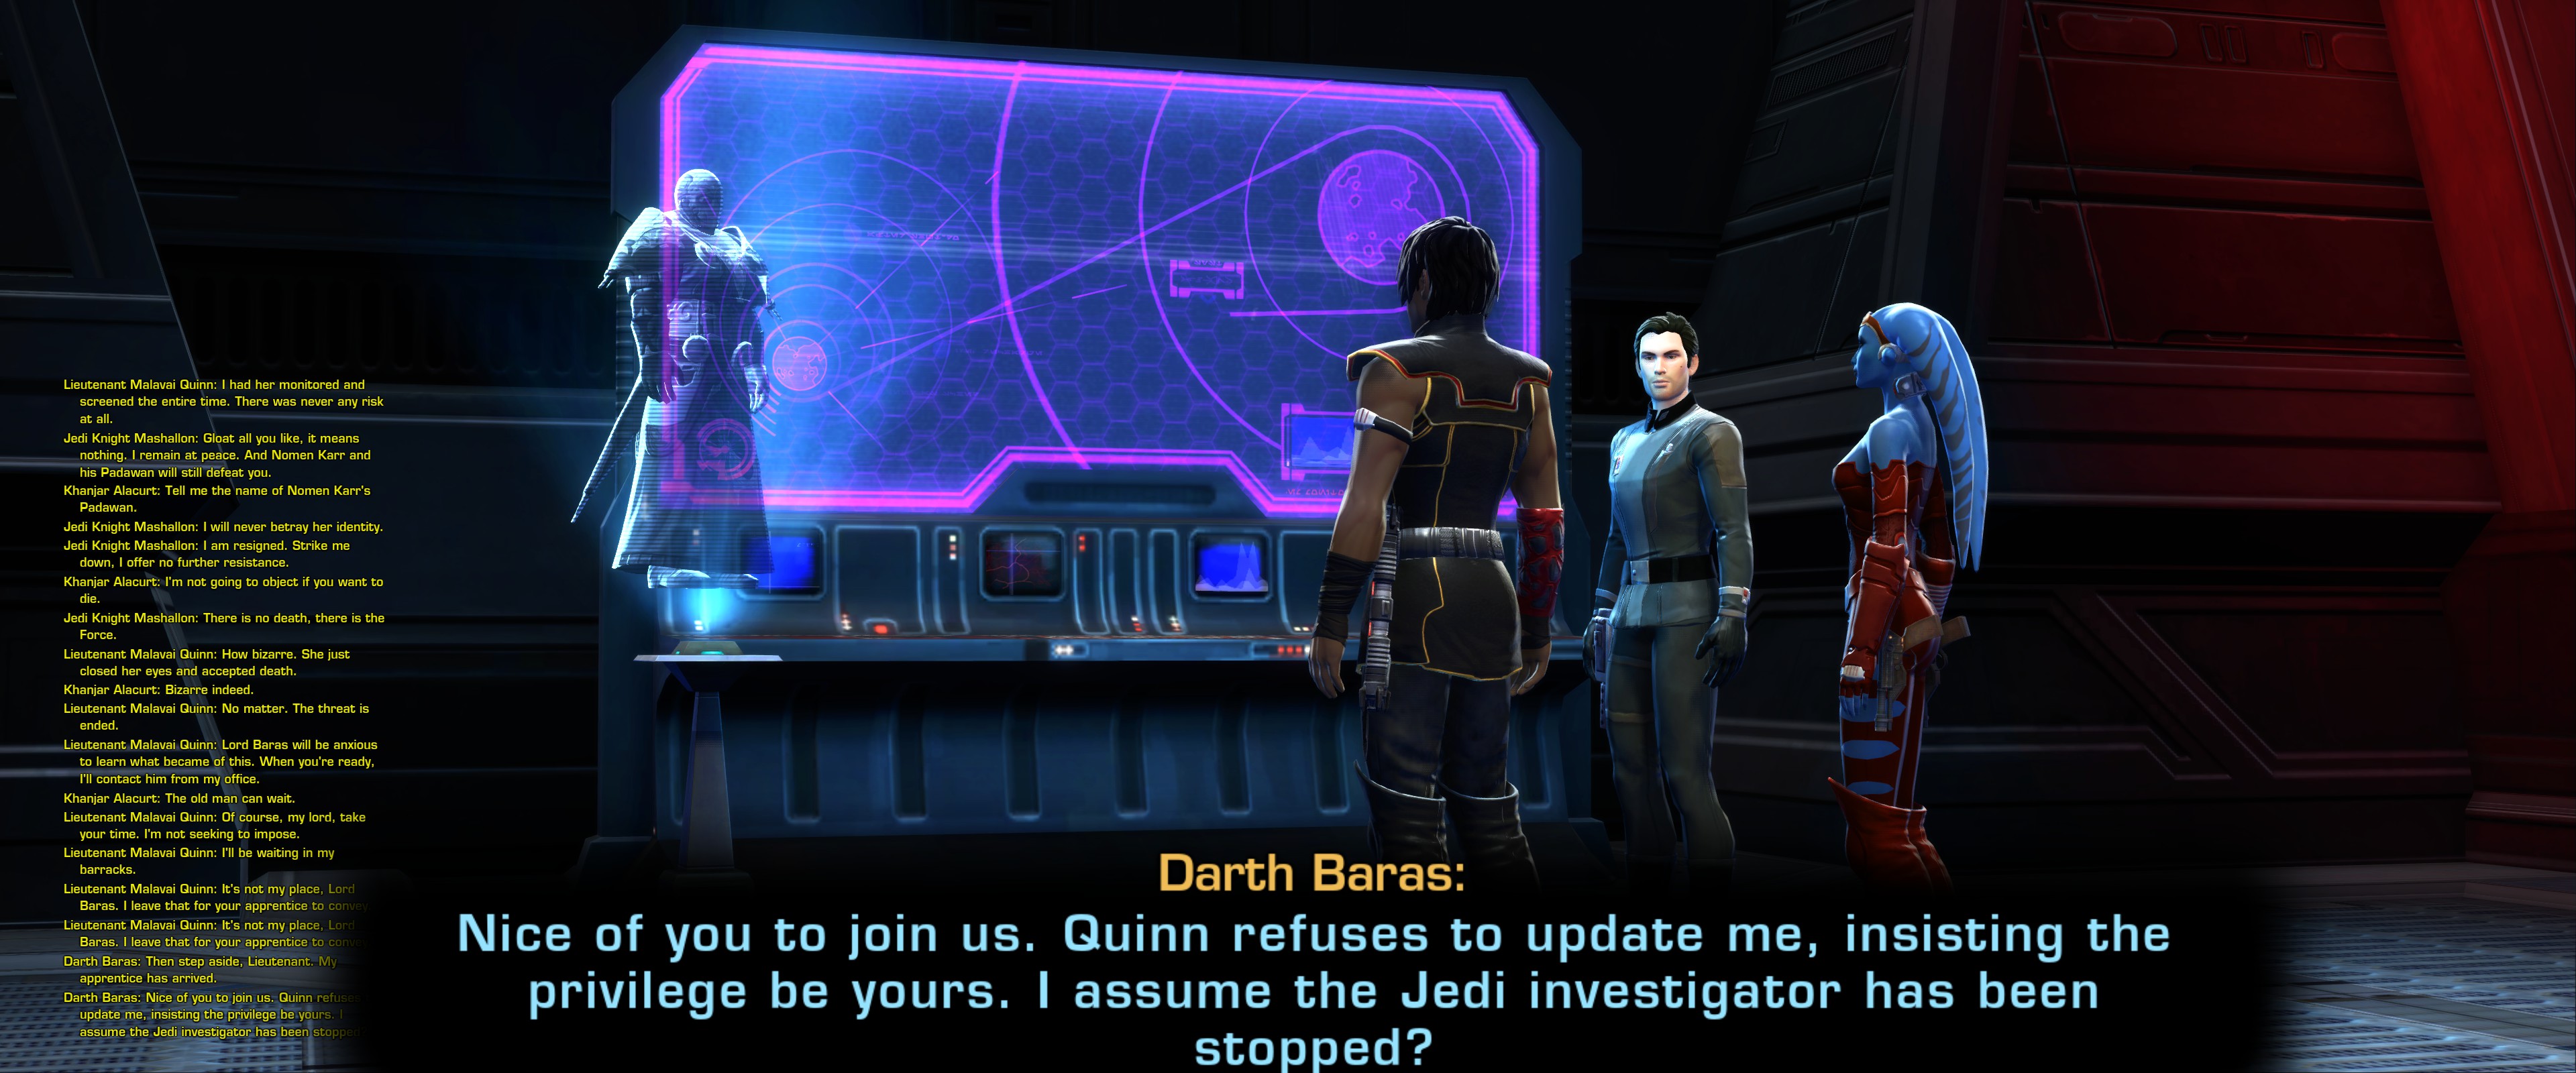 Lieutenant Malavai Quinn: I had her monitored and
screened the entire time. There was never any risk
at all.
Jedi Knight Mashallon: Gloat all you like, it means
nothing. I remain at peace. And Nomen Karr and
his Padawan will still defeat you.
Khanjar Alacurt: Tell me the name of Nomen Karr's
Padawan.
Jedi Knight Mashallon: I will never betray her identity.
Jedi Knight Mashallon: I am resigned. Strike me
down, I offer no further resistance.
Khanjar Alacurt: I'm not going to object if you want to
die.
Jedi Knight Mashallon: There is no death, there is the
Force.
Lieutenant Malavai Quinn: How bizarre. She just
closed her eyes and accepted death.
Khanjar Alacurt: Bizarre indeed.
Lieutenant Malavai Quinn: No matter. The threat is
ended.
Lieutenant Malavai Quinn: Lord Baras will be anxious
to learn what became of this. When you're ready,
I'll contact him from my office.
Khanjar Alacurt: The old man can wait.
Lieutenant Malavai Quinn: Of course, my lord, take
your time. I'm not seeking to impose.
Lieutenant Malavai Quinn: I'll be waiting in my
barracks.
Lieutenant Malavai Quinn: It's not my place, Lord
Baras. I leave that for your apprentice to convey
Lieutenant Malavai Quinn: It's not my place, Lord
Baras. I leave that for your apprentice to convey
Darth Baras: Then step aside, Lieutenant. My
apprentice has arrived.
Darth Baras: Nice of you to join us. Quinn refuses
update me, insisting the privilege be yours. I
assume the Jedi investigator has been stopped
Darth Baras:
Nice of you to join us. Quinn refuses to update me, insisting the
privilege be yours. I assume the Jedi investigator has been
stopped?